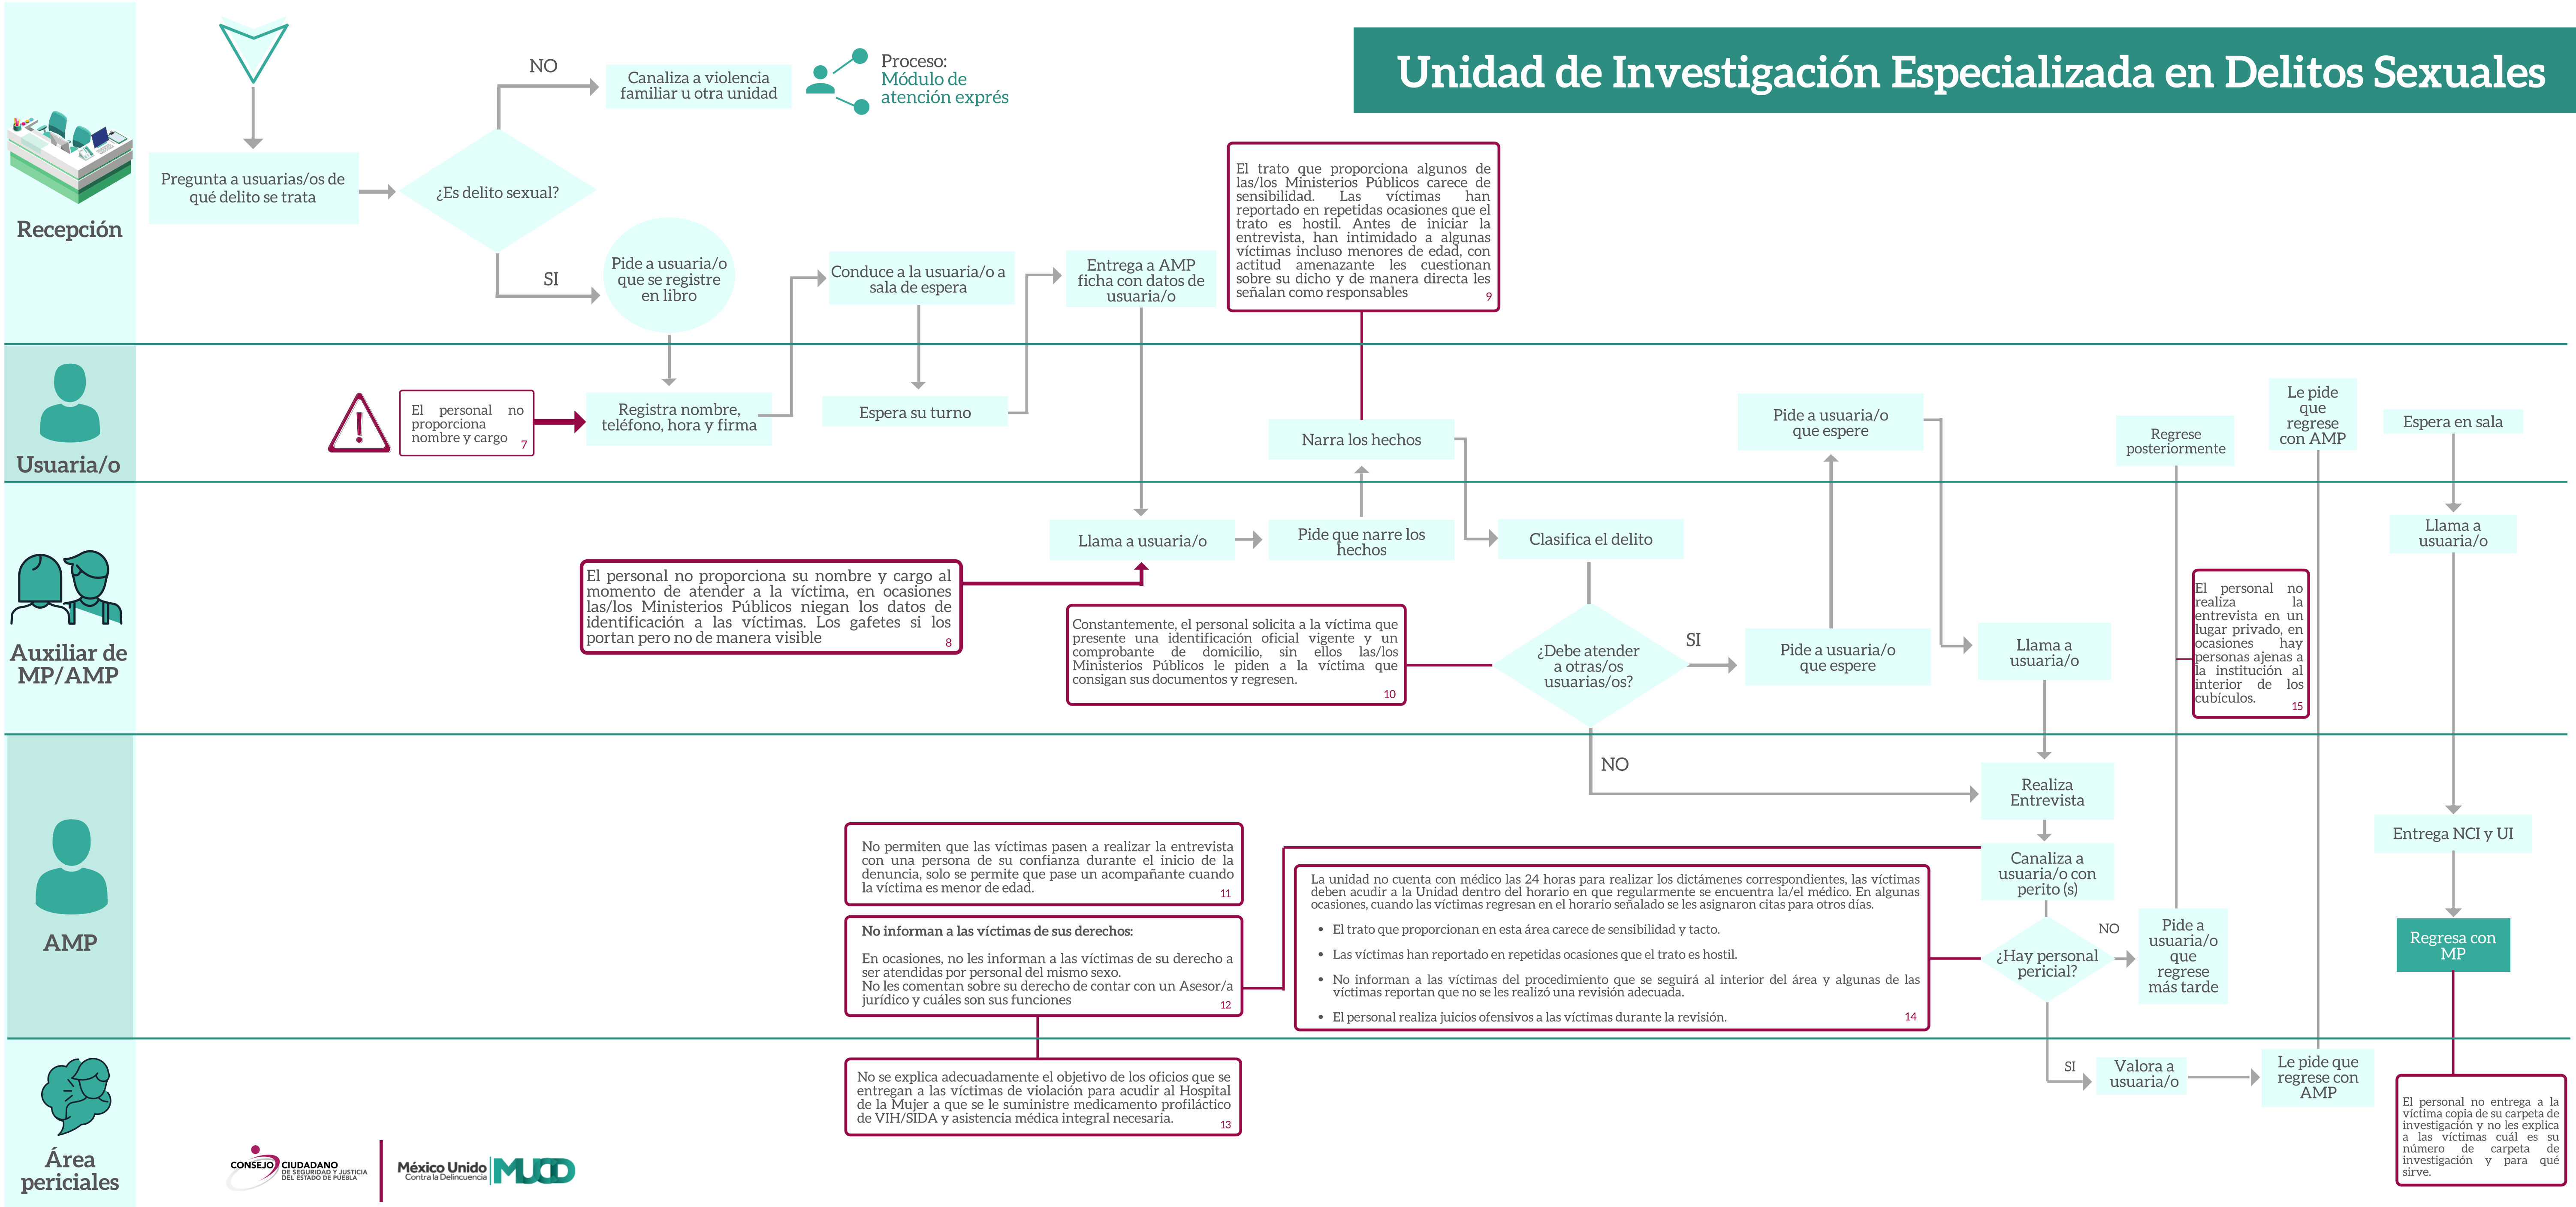 Unidad de Investigación Especializada en Delitos Sexuales
Recepción
Pregunta a usuarias/os de
qué delito se trata
¿Es delito sexual?
NO
Canaliza a violencia
familiar u otra unidad
Proceso:
Módulo de
atención exprés
SI
Pide a usuaria/o
que se registre
en libro
Conduce a la usuaria/o a
sala de espera
Entrega a AMP
ficha con datos de
usuaria/o
El trato que proporciona algunos de
las/los Ministerios Públicos carece de
sensibilidad. Las víctimas han
reportado en repetidas ocasiones que el
trato es hostil. Antes de iniciar la
entrevista, han intimidado a algunas
víctimas incluso menores de edad, con
actitud amenazante les cuestionan
sobre su dicho y de manera directa les
señalan como responsables
9
Usuaria/o
!
El personal no
proporciona
nombre y cargo
7
Registra nombre,
teléfono, hora y firma
Espera su turno
Narra los hechos
Pide a usuaria/o
que espere
Regrese
posteriormente
Le pide
que
regrese
con AMP
Espera en sala
Auxiliar de
MP/AMP
El personal no proporciona su nombre y cargo al
momento de atender a la víctima, en ocasiones
las/los Ministerios Públicos niegan los datos de
identificación a las víctimas. Los gafetes si los
portan pero no de manera visible
8
Llama a usuaria/o
Pide que narre los
hechos
Clasifica el delito
Constantemente, el personal solicita a la víctima que
presente una identificación oficial vigente y un
comprobante de domicilio, sin ellos las/los
Ministerios Públicos le piden a la víctima que
consigan sus documentos y regresen.
10
¿Debe atender
a otras/os
usuarias/os?
SI
Pide a usuaria/o
que espere
Llama a
usuaria/o
El personal no
realiza la
entrevista en un
lugar privado, en
ocasiones hay
personas ajenas a
la institución al
interior de los
cubículos.
15
Llama a
usuaria/o
NO
AMP
Realiza
Entrevista
Canaliza a
usuaria/o con
perito (s)
No permiten que las víctimas pasen a realizar la entrevista
con una persona de su confianza durante el inicio de la
denuncia, solo se permite que pase un acompañante cuando
la víctima es menor de edad.
11
No informan a las víctimas de sus derechos:
En ocasiones, no les informan a las víctimas de su derecho a
ser atendidas por personal del mismo sexo.
No les comentan sobre su derecho de contar con un Asesor/a
jurídico y cuáles son sus funciones
12
La unidad no cuenta con médico las 24 horas para realizar los dictámenes correspondientes, las víctimas
deben acudir a la Unidad dentro del horario en que regularmente se encuentra la/el médico. En algunas
ocasiones, cuando las víctimas regresan en el horario señalado se les asignaron citas para otros días.
• El trato que proporcionan en esta área carece de sensibilidad y tacto.
• Las víctimas han reportado en repetidas ocasiones que el trato es hostil.
• No informan a las víctimas del procedimiento que se seguirá al interior del área y algunas de las
víctimas reportan que no se les realizó una revisión adecuada.
• El personal realiza juicios ofensivos a las víctimas durante la revisión.
14
¿Hay personal
pericial?
NO
Pide a
usuaria/o
que
regrese
más tarde
Entrega NCI y UI
Regresa con
MP
Área
periciales
No se explica adecuadamente el objetivo de los oficios que se
entregan a las víctimas de violación para acudir al Hospital
de la Mujer a que se le suministre medicamento profiláctico
de VIH/SIDA y asistencia médica integral necesaria.
13
SI
Valora a
usuaria/o
Le pide que
regrese con
AMP
El personal no entrega a la
víctima copia de su carpeta de
investigación y no les explica
a las víctimas cuál es su
número de carpeta de
investigación y para qué
sirve.
CONSEJO CIUDADANO
DE SEGURIDAD Y JUSTICIA
DEL ESTADO DE PUEBLA
México Unido
Contra la Delincuencia
MUCD